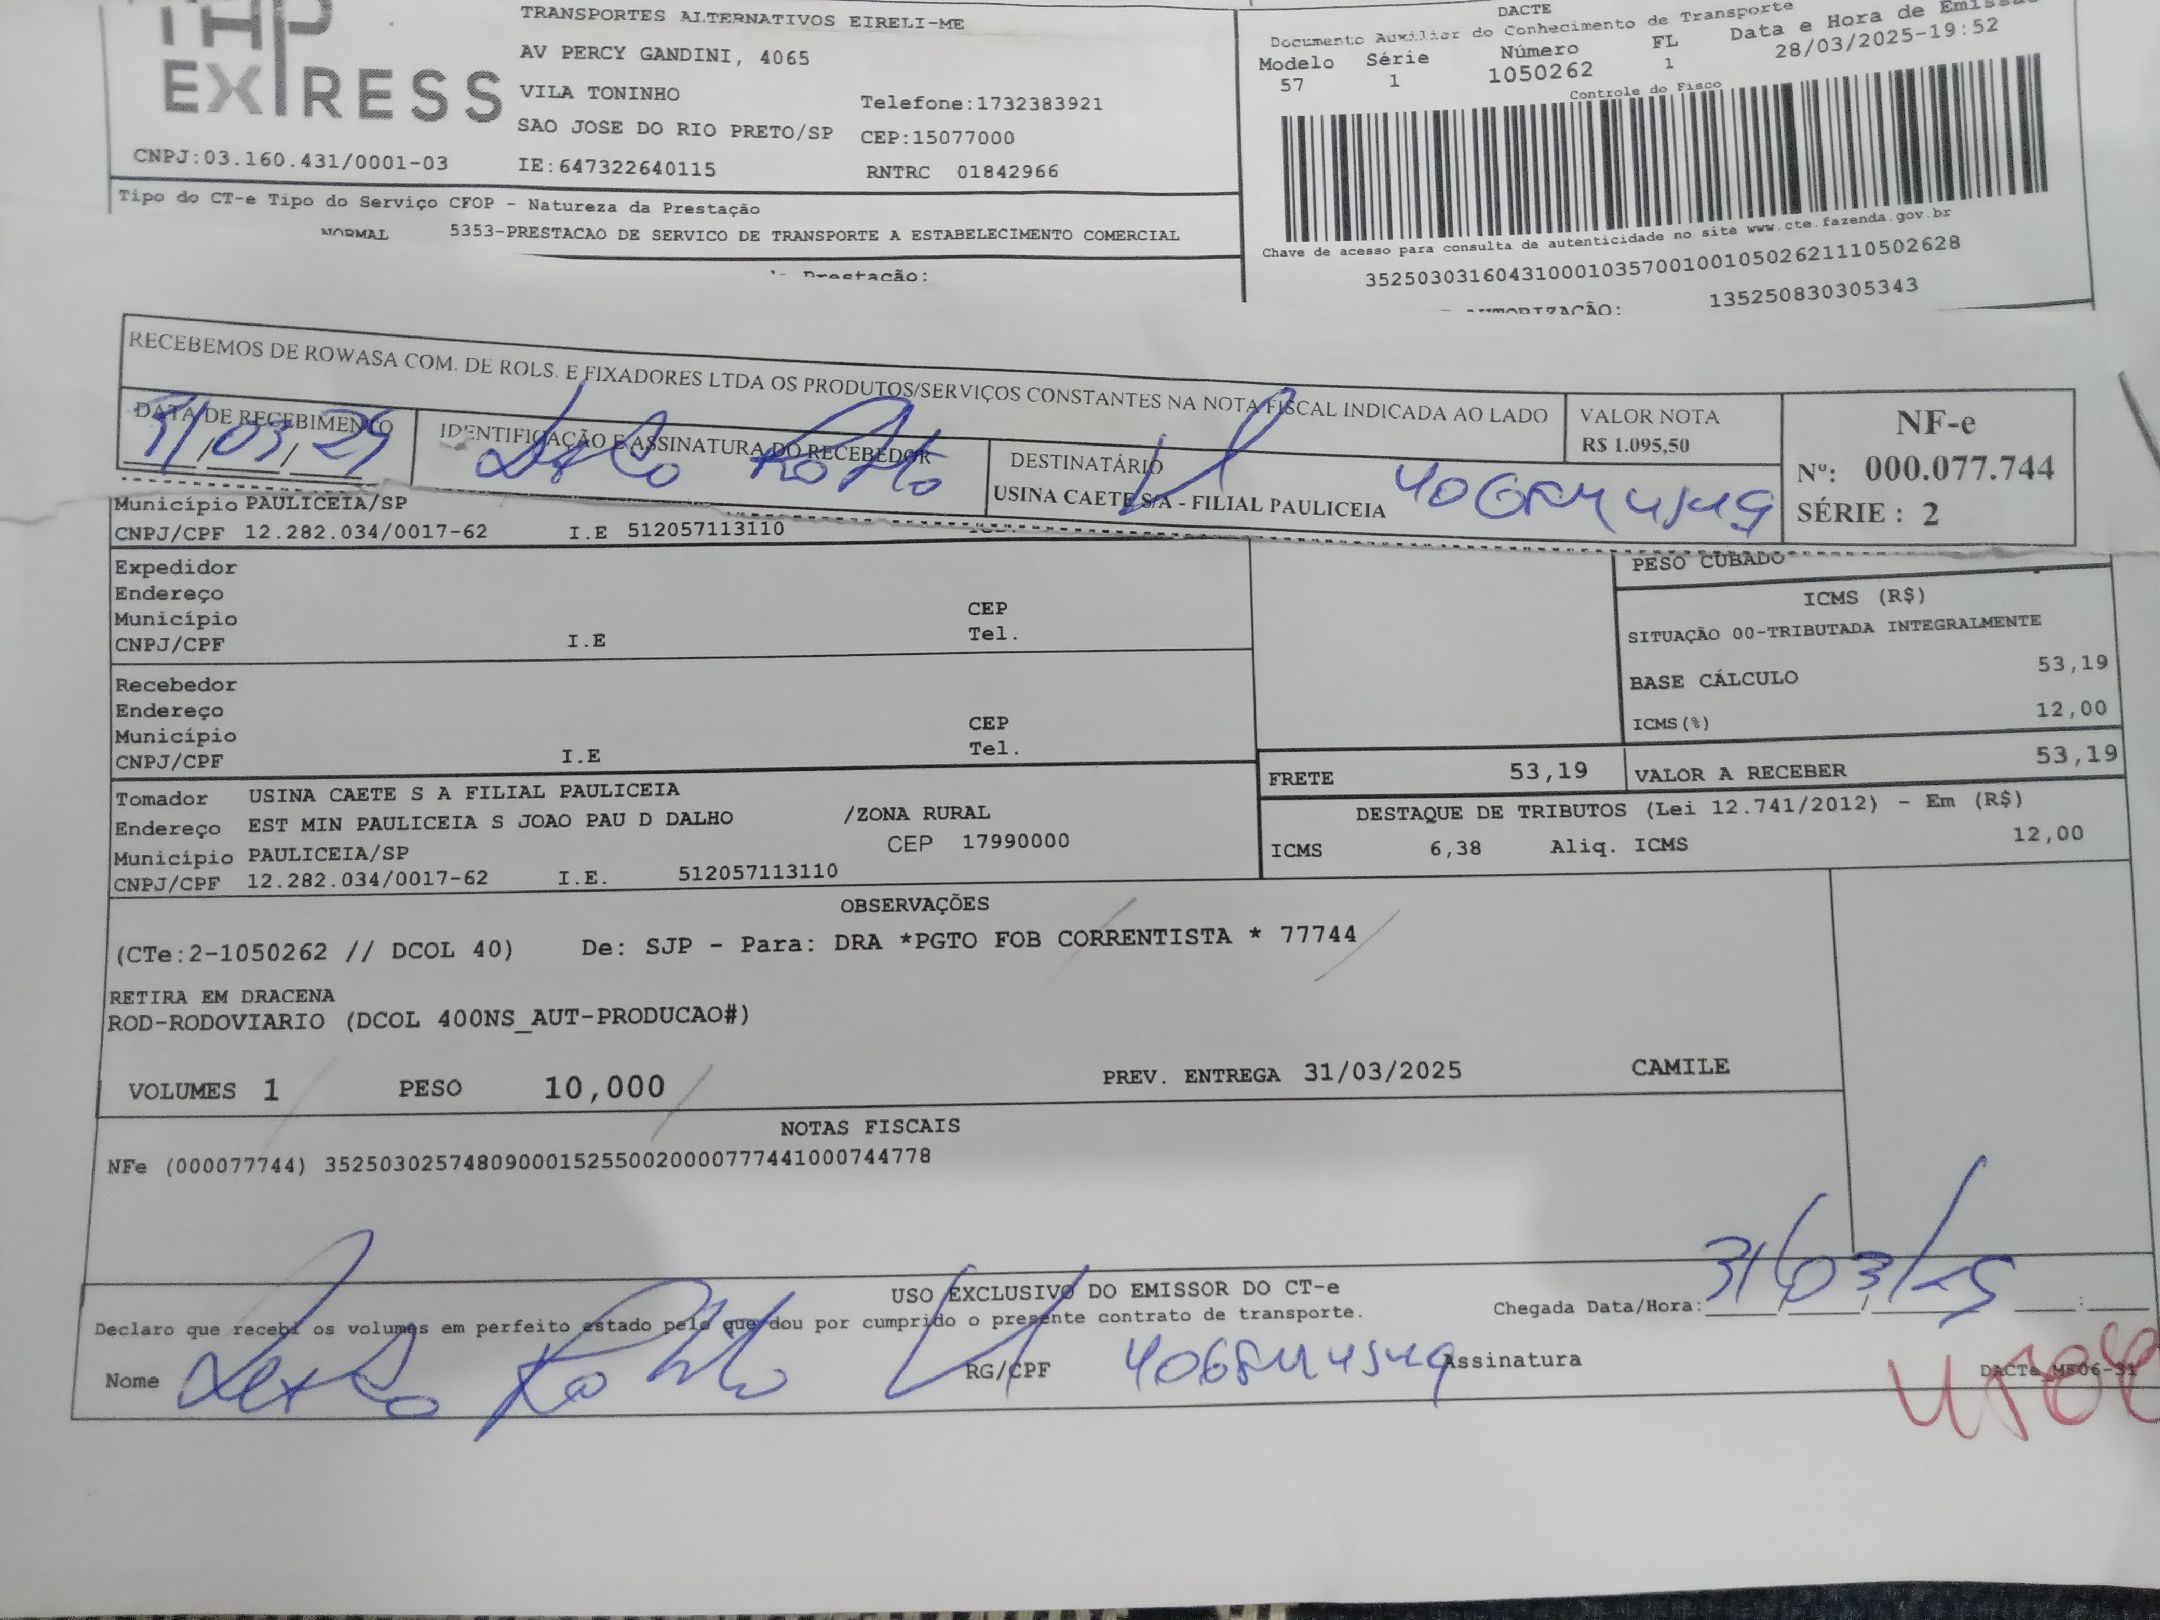 EXPRESS
TRANSPORTES ALTERNATIVOS EIRELI-ME
AV PERCY GANDINI, 4065
VILA TONINHO
Telefone:1732383921
SAO JOSE DO RIO PRETO/SP CEP:15077000
CNPJ:03.160.431/0001-03 IE:647322640115 RNTRC 01842966
DACTE
Documento Auxiliar do Conhecimento de Transporte
Modelo Série Número FL Data e Hora de
57 1 1050262 1 28/03/2025-19:52
Controle do Fisco
Chave de acesso para consulta de autenticidade no site www.cte.fazenda.gov.br
35250303160431000103570010010502621110502628
AUTORIZAÇÃO: 135250830305343
Tipo do CT-e Tipo do Serviço CFOP - Natureza da Prestação
NORMAL 5353-PRESTACAO DE SERVICO DE TRANSPORTE A ESTABELECIMENTO COMERCIAL
Prestação:
RECEBEMOS DE ROWASA COM. DE ROLS. E FIXADORES LTDA OS PRODUTOS/SERVIÇOS CONSTANTES NA NOTA FISCAL INDICADA AO LADO
VALOR NOTA
R$ 1.095,50
NF-e
Nº: 000.077.744
SÉRIE : 2
DATA DE RECEBIMENTO
31/03/25
IDENTIFICAÇÃO E ASSINATURA DO RECEBEDOR
DESTINATÁRIO
USINA CAETE S/A - FILIAL PAULICEIA
Município PAULICEIA/SP
CNPJ/CPF 12.282.034/0017-62 I.E 512057113110
PESO CUBADO
Expedidor
Endereço
Município CEP
CNPJ/CPF I.E Tel.
ICMS (R$)
SITUAÇÃO 00-TRIBUTADA INTEGRALMENTE
BASE CÁLCULO 53,19
ICMS(%) 12,00
Recebedor
Endereço
Município CEP
CNPJ/CPF I.E Tel.
FRETE 53,19 VALOR A RECEBER 53,19
Tomador USINA CAETE S A FILIAL PAULICEIA
Endereço EST MIN PAULICEIA S JOAO PAU D DALHO /ZONA RURAL
Município PAULICEIA/SP CEP 17990000
CNPJ/CPF 12.282.034/0017-62 I.E. 512057113110
DESTAQUE DE TRIBUTOS (Lei 12.741/2012) - Em (R$)
ICMS 6,38 Aliq. ICMS 12,00
OBSERVAÇÕES
(CTe:2-1050262 // DCOL 40) De: SJP - Para: DRA *PGTO FOB CORRENTISTA * 77744
RETIRA EM DRACENA
ROD-RODOVIARIO (DCOL 400NS_AUT-PRODUCAO#)
VOLUMES 1 PESO 10,000 PREV. ENTREGA 31/03/2025 CAMILE
NOTAS FISCAIS
NFe (000077744) 35250302574809000152550020000777441000744778
USO EXCLUSIVO DO EMISSOR DO CT-e
Declaro que recebi os volumes em perfeito estado pelo que dou por cumprido o presente contrato de transporte.
Chegada Data/Hora: 31/03/25
Nome RG/CPF Assinatura